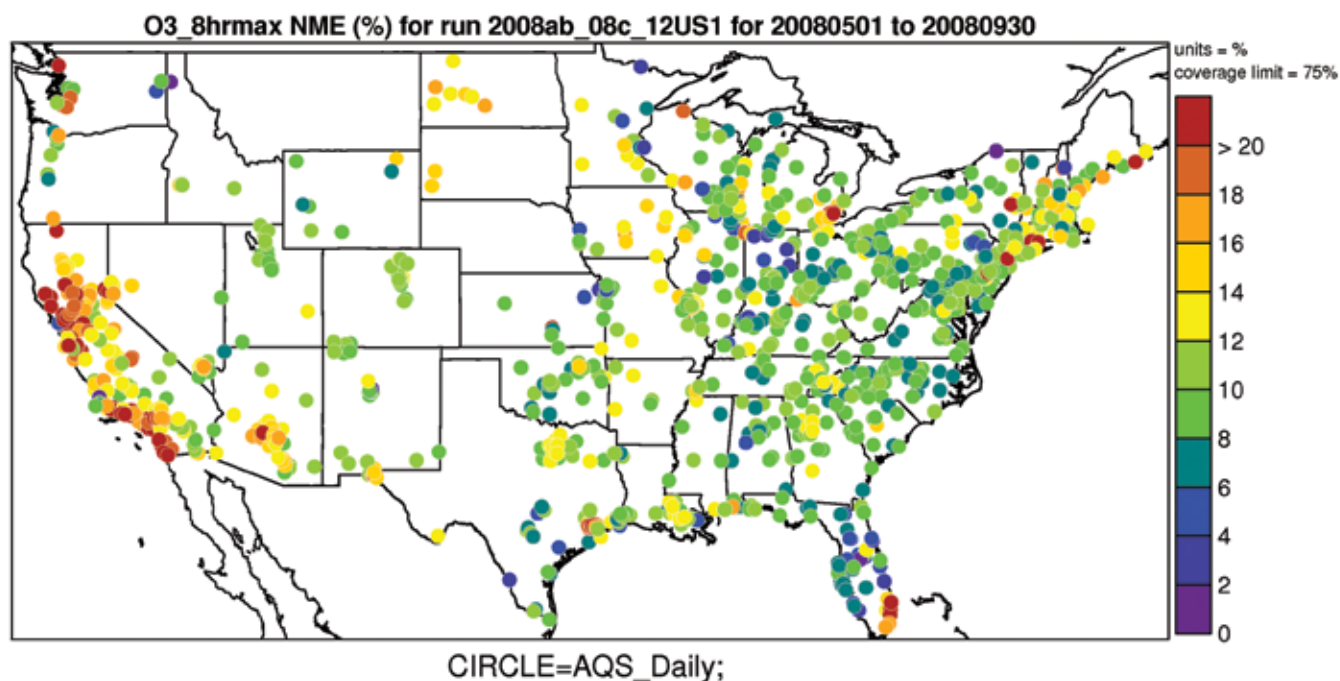 O3_8hrmax NME (%) for run 2008ab_08c_12US1 for 20080501 to 20080930
units = %
coverage limit = 75%
> 20
18
16
14
12
10
8
6
4
2
0
CIRCLE=AQS_Daily;